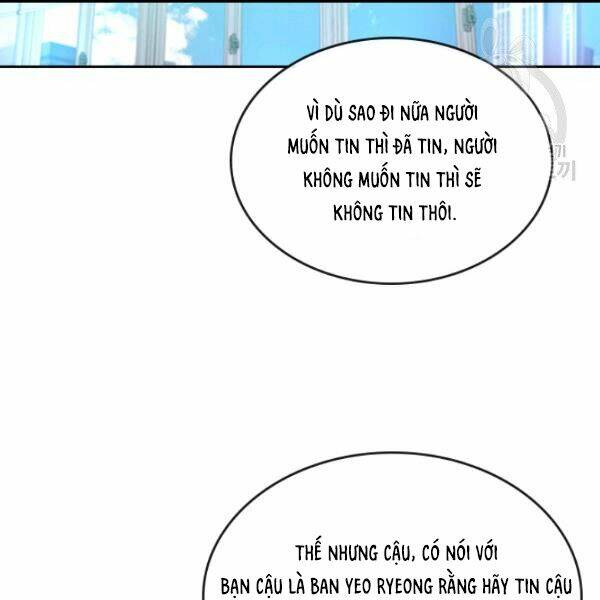 VÌ DÙ SAO ĐI NỮA NGƯỜI
MUỐN TIN THÌ ĐÃ TIN, NGƯỜI
KHÔNG MUỐN TIN THÌ SẼ
KHÔNG TIN THÔI.
THẾ NHƯNG CẬU, CÓ NÓI VỚI
BẠN CẬU LÀ BAN YEO RYEONG RẰNG HÃY TIN CẬU